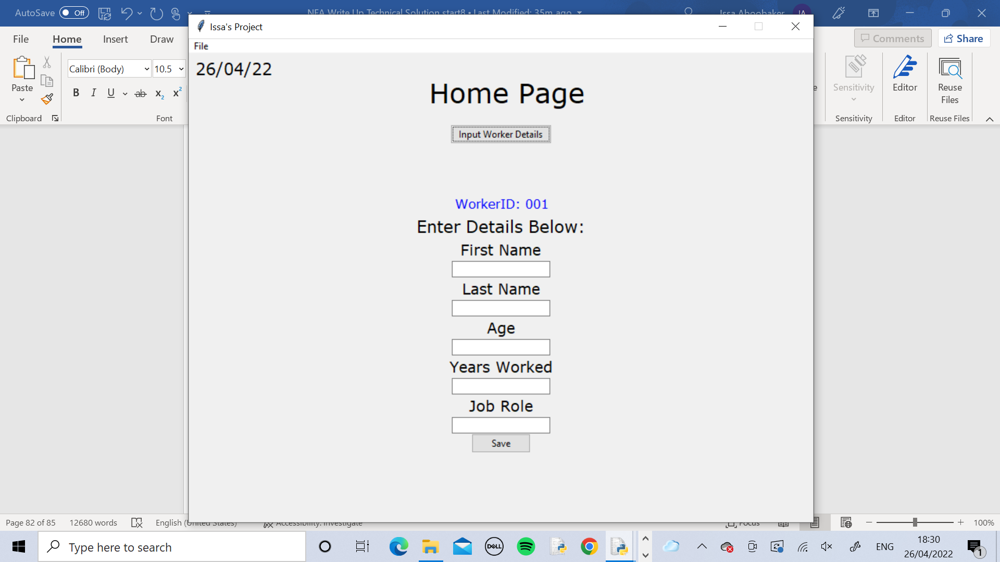 AutoSave Off
NEA Write Up Technical Solution start8 • Last Modified: 35m ago
Issa Aboobaker
IA
Issa's Project
File Home Insert Draw
Comments Share
File
26/04/22
Home Page
Input Worker Details
WorkerID: 001
Enter Details Below:
First Name
Last Name
Age
Years Worked
Job Role
Save
Calibri (Body) 10.5
Paste
B I U ab x2 x2
Clipboard
Font
Sensitivity
Editor
Reuse
Files
Sensitivity
Editor
Reuse Files
Page 82 of 85 12680 words English (United States) Accessibility: Investigate
Focus
100%
Type here to search
DELL
ENG
18:30
26/04/2022
1